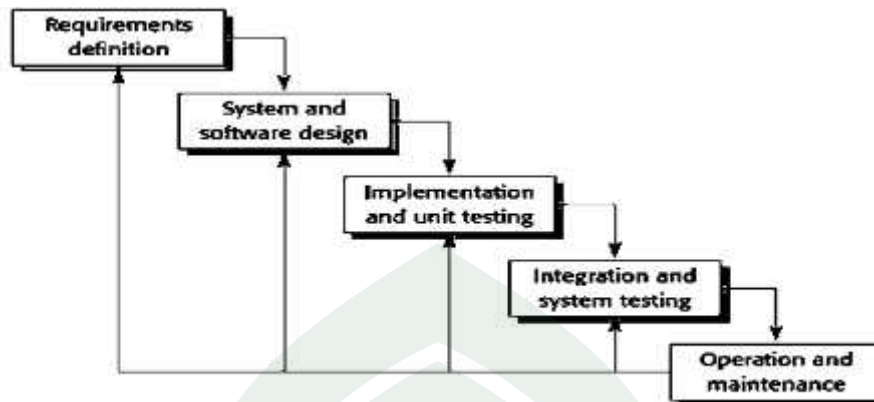 Requirements
definition
System and
software design
Implementation
and unit testing
Integration and
system testing
Operation and
maintenance